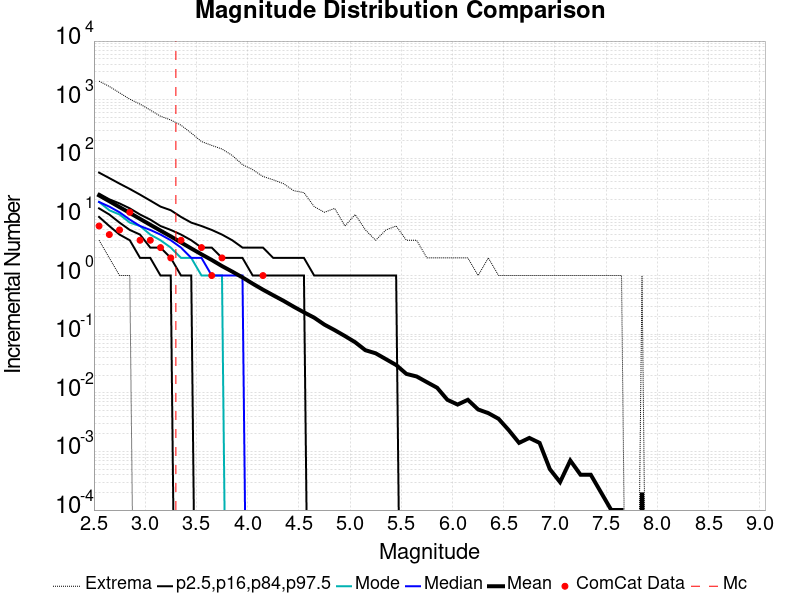 Magnitude Distribution Comparison
10 4
10 3
10 2
10 1
10 0
10 -1
10 -2
10 -3
10 -4
Incremental Number
2.5 3.0 3.5 4.0 4.5 5.0 5.5 6.0 6.5 7.0 7.5 8.0 8.5 9.0
Magnitude
Extrema p2.5,p16,p84,p97.5 Mode Median Mean ComCat Data Mc